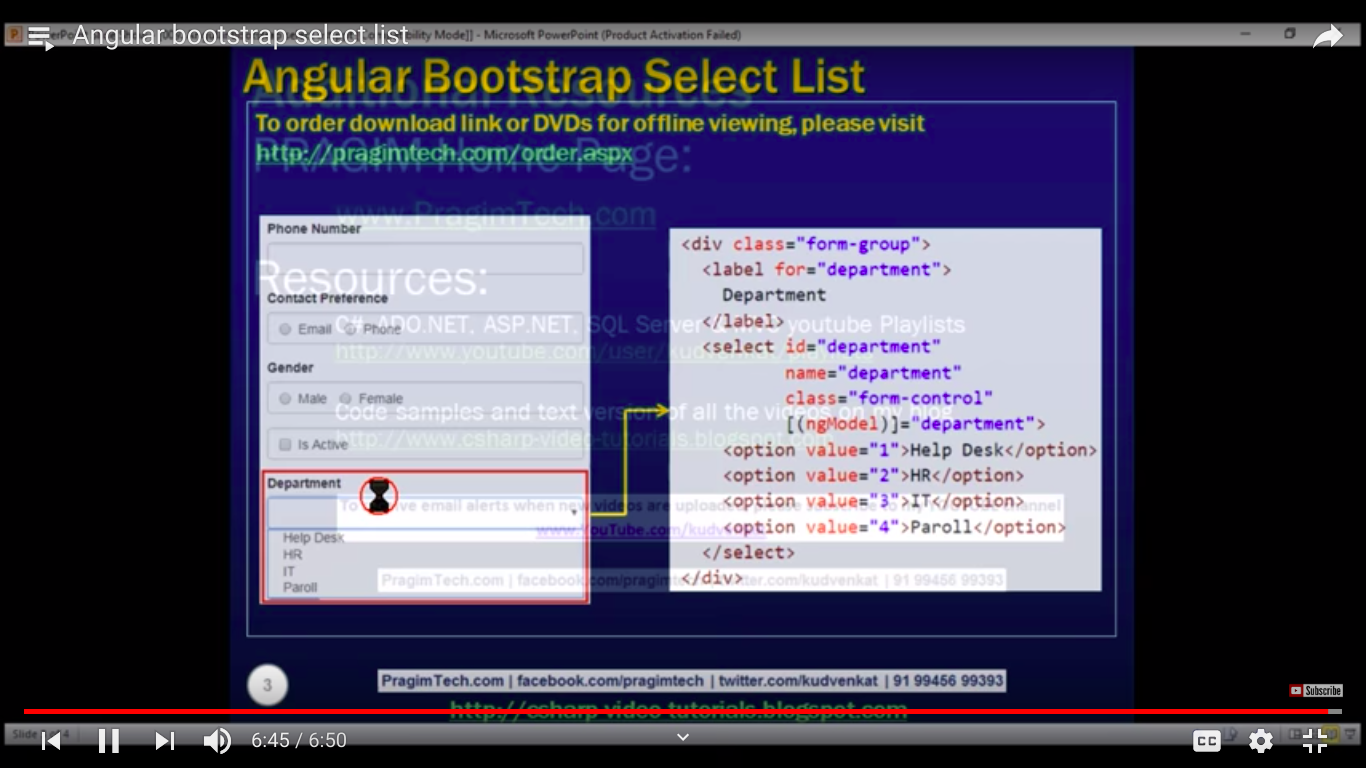 Angular bootstrap select list
bility Mode]] - Microsoft PowerPoint (Product Activation Failed)
Angular Bootstrap Select List
Additional Resources
To order download link or DVDs for offline viewing, please visit
http://pragimtech.com/order.aspx
PRAGIM Home Page:
www.PragimTech.com
Resources:
Phone Number
Contact Preference
Email Phone
Gender
Male Female
Is Active
Department
Help Desk
HR
IT
Paroll
<div class="form-group">
<label for="department">
Department
</label>
<select id="department"
name="department"
class="form-control"
[(ngModel)]="department">
<option value="1">Help Desk</option>
<option value="2">HR</option>
<option value="3">IT</option>
<option value="4">Paroll</option>
</select>
</div>
C#, ADO.NET, ASP.NET, SQL Server youtube Playlists
http://www.youtube.com/user/kudvenkat
Code samples and text version of all the videos on my blog
http://www.csharp-video-tutorials.blogspot.com
email alerts when new videos are uploaded, please subscribe to my channel
www.YouTube.com/kudvenkat
PragimTech.com | facebook.com/pragimtech twitter.com/kudvenkat | 91 99456 99393
3
PragimTech.com | facebook.com/pragimtech | twitter.com/kudvenkat | 91 99456 99393
Subscribe
http://csharp-video-tutorials.blogspot.com
Slide 4
6:45 / 6:50
CC